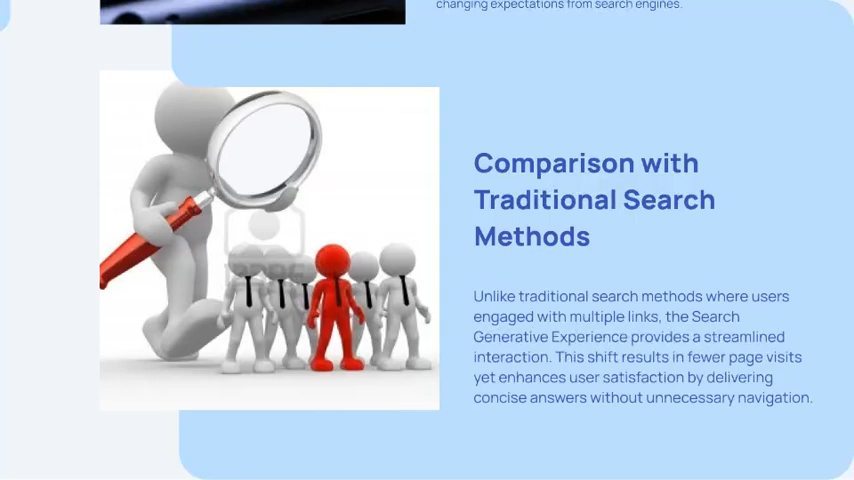 changing expectations from search engines.
Comparison with
Traditional Search
Methods
Unlike traditional search methods where users
engaged with multiple links, the Search
Generative Experience provides a streamlined
interaction. This shift results in fewer page visits
yet enhances user satisfaction by delivering
concise answers without unnecessary navigation.